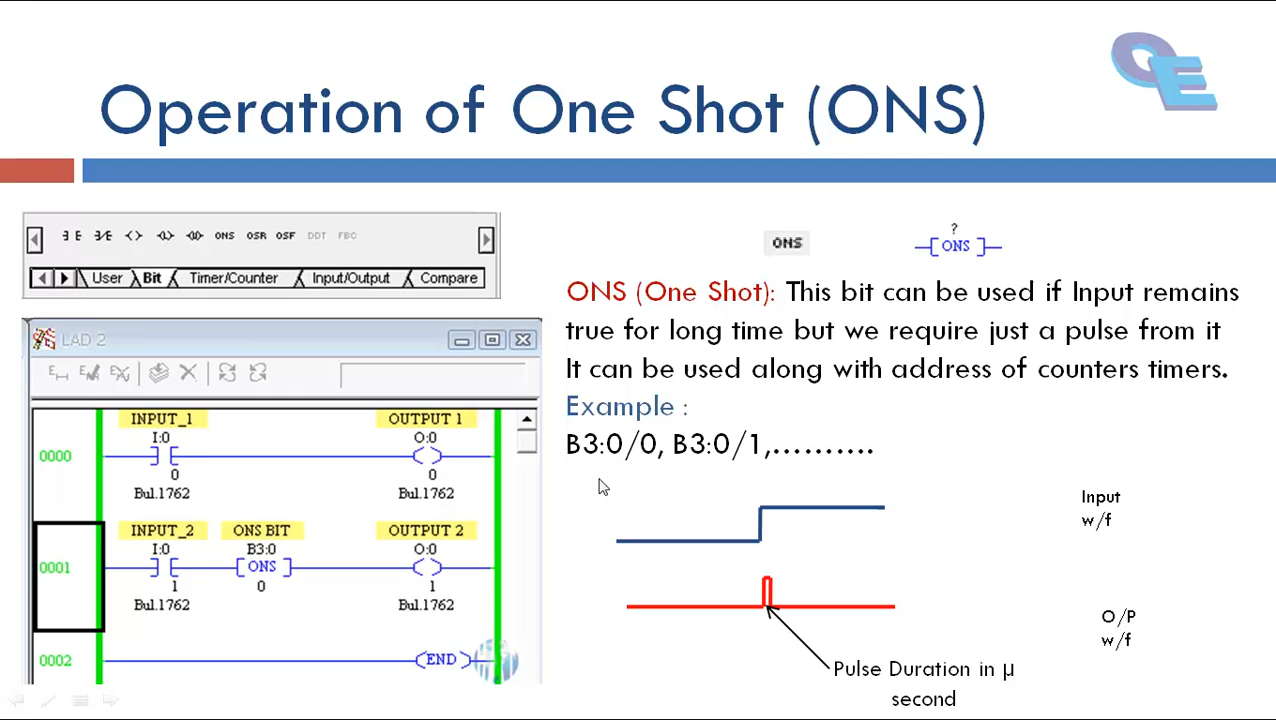 OE
Operation of One Shot (ONS)
ONS OSR OSF DDT FBC
User Bit Timer/Counter Input/Output Compare
LAD 2
INPUT_1 OUTPUT 1
I:0 O:0
0000
0 0
Bul.1762 Bul.1762
INPUT_2 ONS BIT OUTPUT 2
I:0 B3:0 O:0
0001 ONS
1 0 1
Bul.1762 Bul.1762
0002 END
ONS
?
ONS
ONS (One Shot): This bit can be used if Input remains
true for long time but we require just a pulse from it
It can be used along with address of counters timers.
Example :
B3:0/0, B3:0/1,……….
Input
w/f
O/P
w/f
Pulse Duration in µ
second